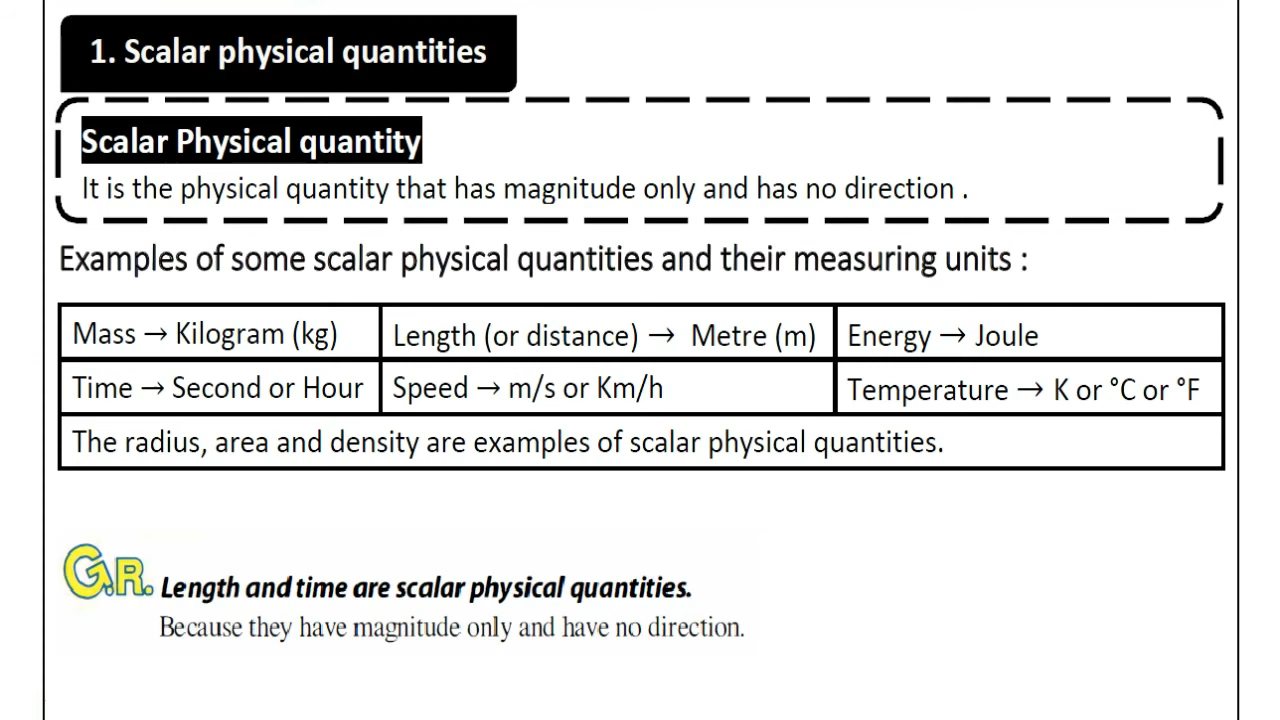 1. Scalar physical quantities
Scalar Physical quantity
It is the physical quantity that has magnitude only and has no direction .
Examples of some scalar physical quantities and their measuring units :
Mass → Kilogram (kg)
Length (or distance) → Metre (m)
Energy → Joule
Time → Second or Hour
Speed → m/s or Km/h
Temperature → K or °C or °F
The radius, area and density are examples of scalar physical quantities.
G.R. Length and time are scalar physical quantities.
Because they have magnitude only and have no direction.